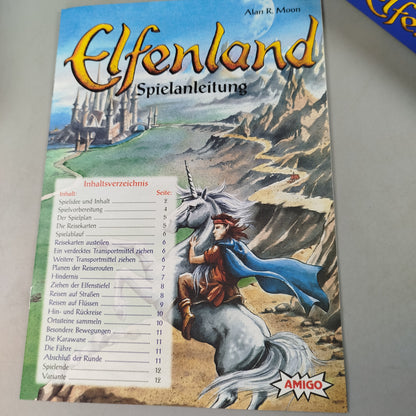 Alan R. Moon
Elfenland
Spielanleitung
Inhaltsverzeichnis
Inhalt: Seite:
Spielidee und Inhalt 2
Spielvorbereitung 4
Der Spielplan 5
Die Reisekarten 5
Spielablauf 6
Reisekarten austeilen 6
Ein verdecktes Transportmittel ziehen 6
Weitere Transportmittel ziehen 6
Planen der Reiserouten 7
Hindernis 7
Ziehen der Elfenstiefel 8
Reisen auf Straßen 8
Reisen auf Flüssen 9
Hin- und Rückreise 10
Ortssteine sammeln 10
Besondere Bewegungen 11
Die Karawane 11
Die Fähre 11
Abschluß der Runde 11
Spielende 12
Variante 12
AMIGO